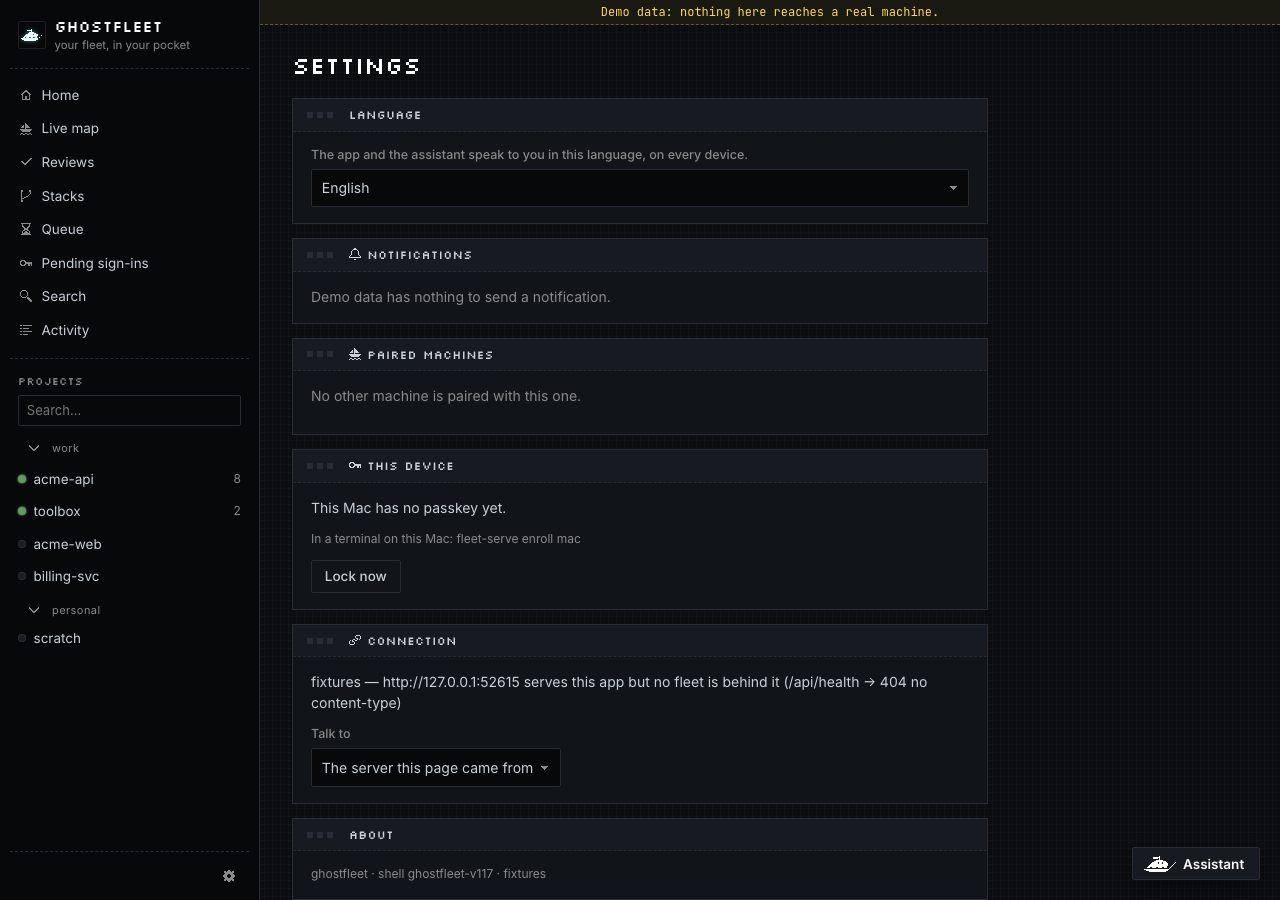 GHOSTFLEET
your fleet, in your pocket
Home
Live map
Reviews
Stacks
Queue
Pending sign-ins
Search
Activity
PROJECTS
Search...
work
acme-api 8
toolbox 2
acme-web
billing-svc
personal
scratch
Demo data: nothing here reaches a real machine.
SETTINGS
LANGUAGE
The app and the assistant speak to you in this language, on every device.
English
NOTIFICATIONS
Demo data has nothing to send a notification.
PAIRED MACHINES
No other machine is paired with this one.
THIS DEVICE
This Mac has no passkey yet.
In a terminal on this Mac: fleet-serve enroll mac
Lock now
CONNECTION
fixtures — http://127.0.0.1:52615 serves this app but no fleet is behind it (/api/health → 404 no
content-type)
Talk to
The server this page came from
ABOUT
ghostfleet · shell ghostfleet-v117 · fixtures
Assistant